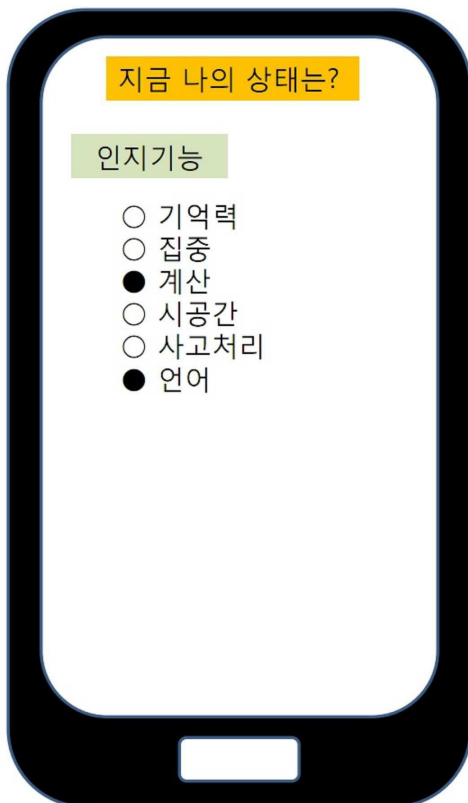 지금 나의 상태는?
인지기능
○ 기억력
○ 집중
● 계산
○ 시공간
○ 사고처리
● 언어